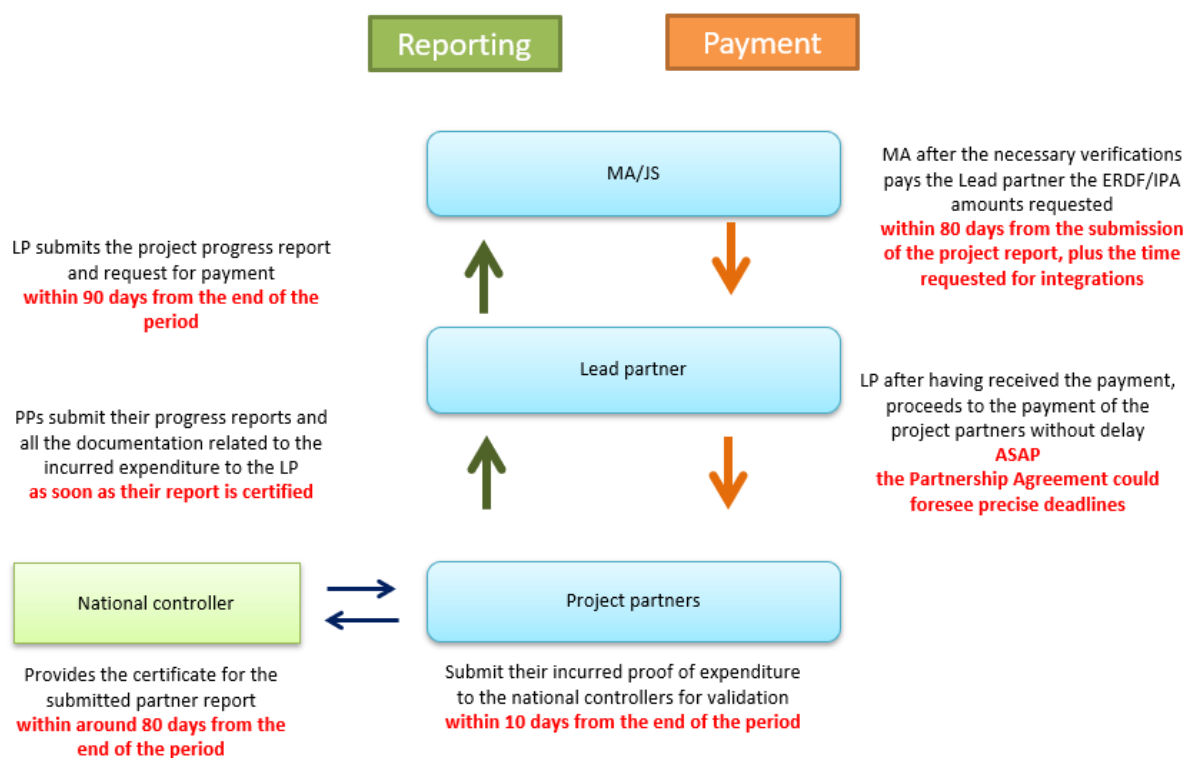 Reporting
Payment
MA/JS
MA after the necessary verifications
pays the Lead partner the ERDF/IPA
amounts requested
within 80 days from the submission
of the project report, plus the time
requested for integrations
LP submits the project progress report
and request for payment
within 90 days from the end of the
period
Lead partner
LP after having received the payment,
proceeds to the payment of the
project partners without delay
ASAP
the Partnership Agreement could
foresee precise deadlines
PPs submit their progress reports and
all the documentation related to the
incurred expenditure to the LP
as soon as their report is certified
National controller
Project partners
Provides the certificate for the
submitted partner report
within around 80 days from the
end of the period
Submit their incurred proof of expenditure
to the national controllers for validation
within 10 days from the end of the period